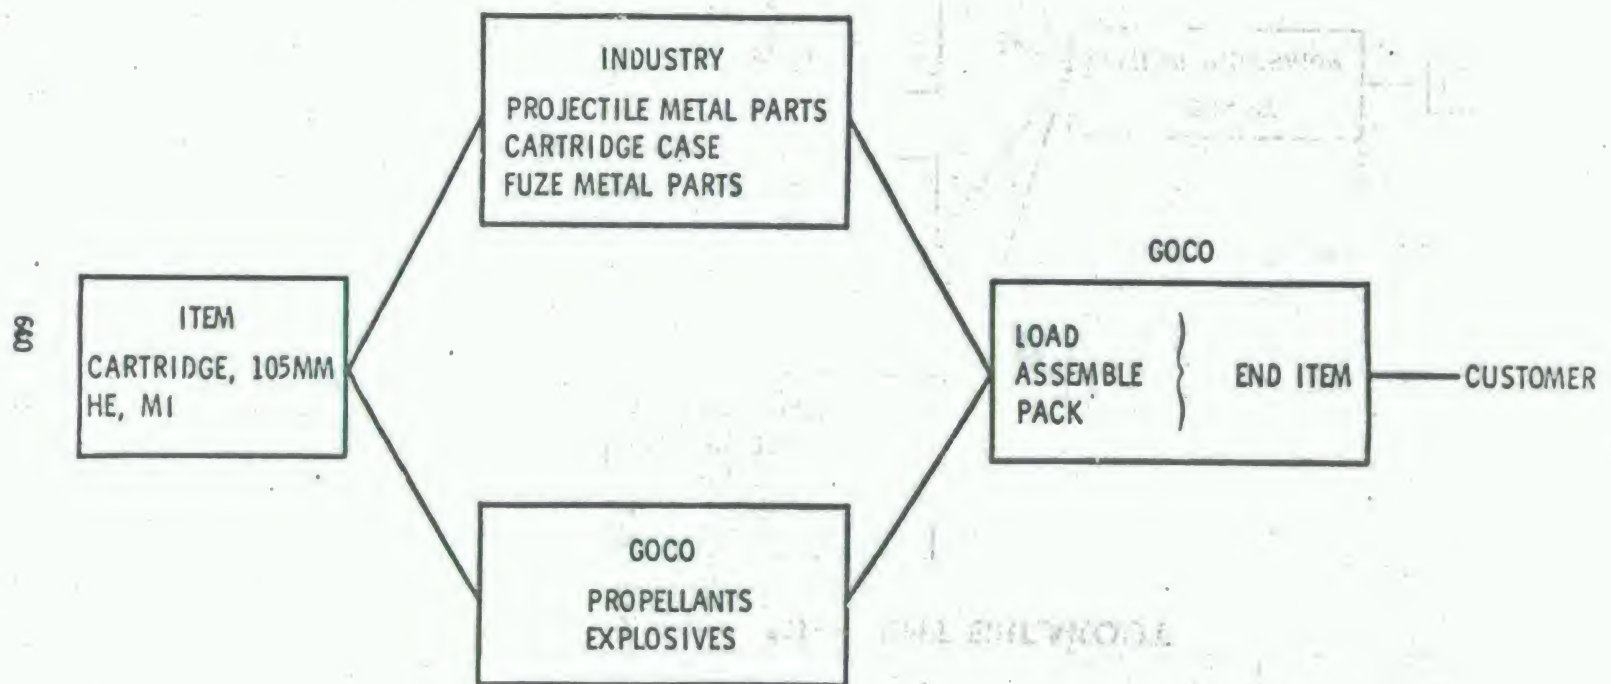 INDUSTRY
PROJECTILE METAL PARTS
CARTRIDGE CASE
FUZE METAL PARTS
ITEM
CARTRIDGE, 105MM
HE, M1
GOCO
PROPELLANTS
EXPLOSIVES
GOCO
LOAD
ASSEMBLE
PACK
END ITEM
CUSTOMER